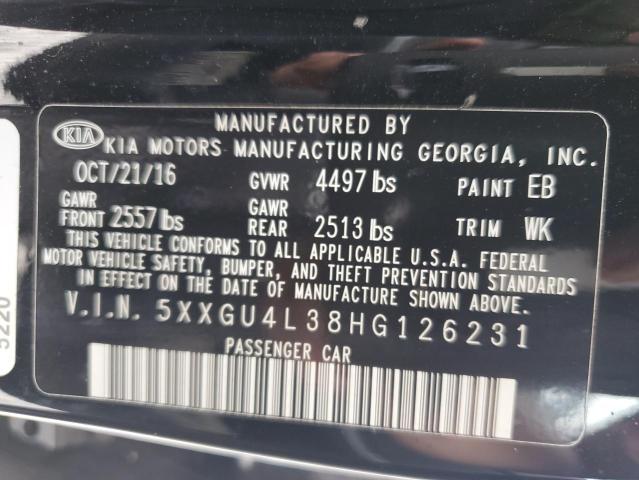 MANUFACTURED BY
KIA KIA MOTORS MANUFACTURING GEORGIA, INC.
OCT/21/16 GVWR 4497 lbs PAINT EB
GAWR FRONT 2557 lbs GAWR REAR 2513 lbs TRIM WK
THIS VEHICLE CONFORMS TO ALL APPLICABLE U.S.A. FEDERAL
MOTOR VEHICLE SAFETY, BUMPER, AND THEFT PREVENTION STANDARDS
IN EFFECT ON THE DATE OF MANUFACTURE SHOWN ABOVE.
V.I.N. 5XXGU4L38HG126231
PASSENGER CAR
5220